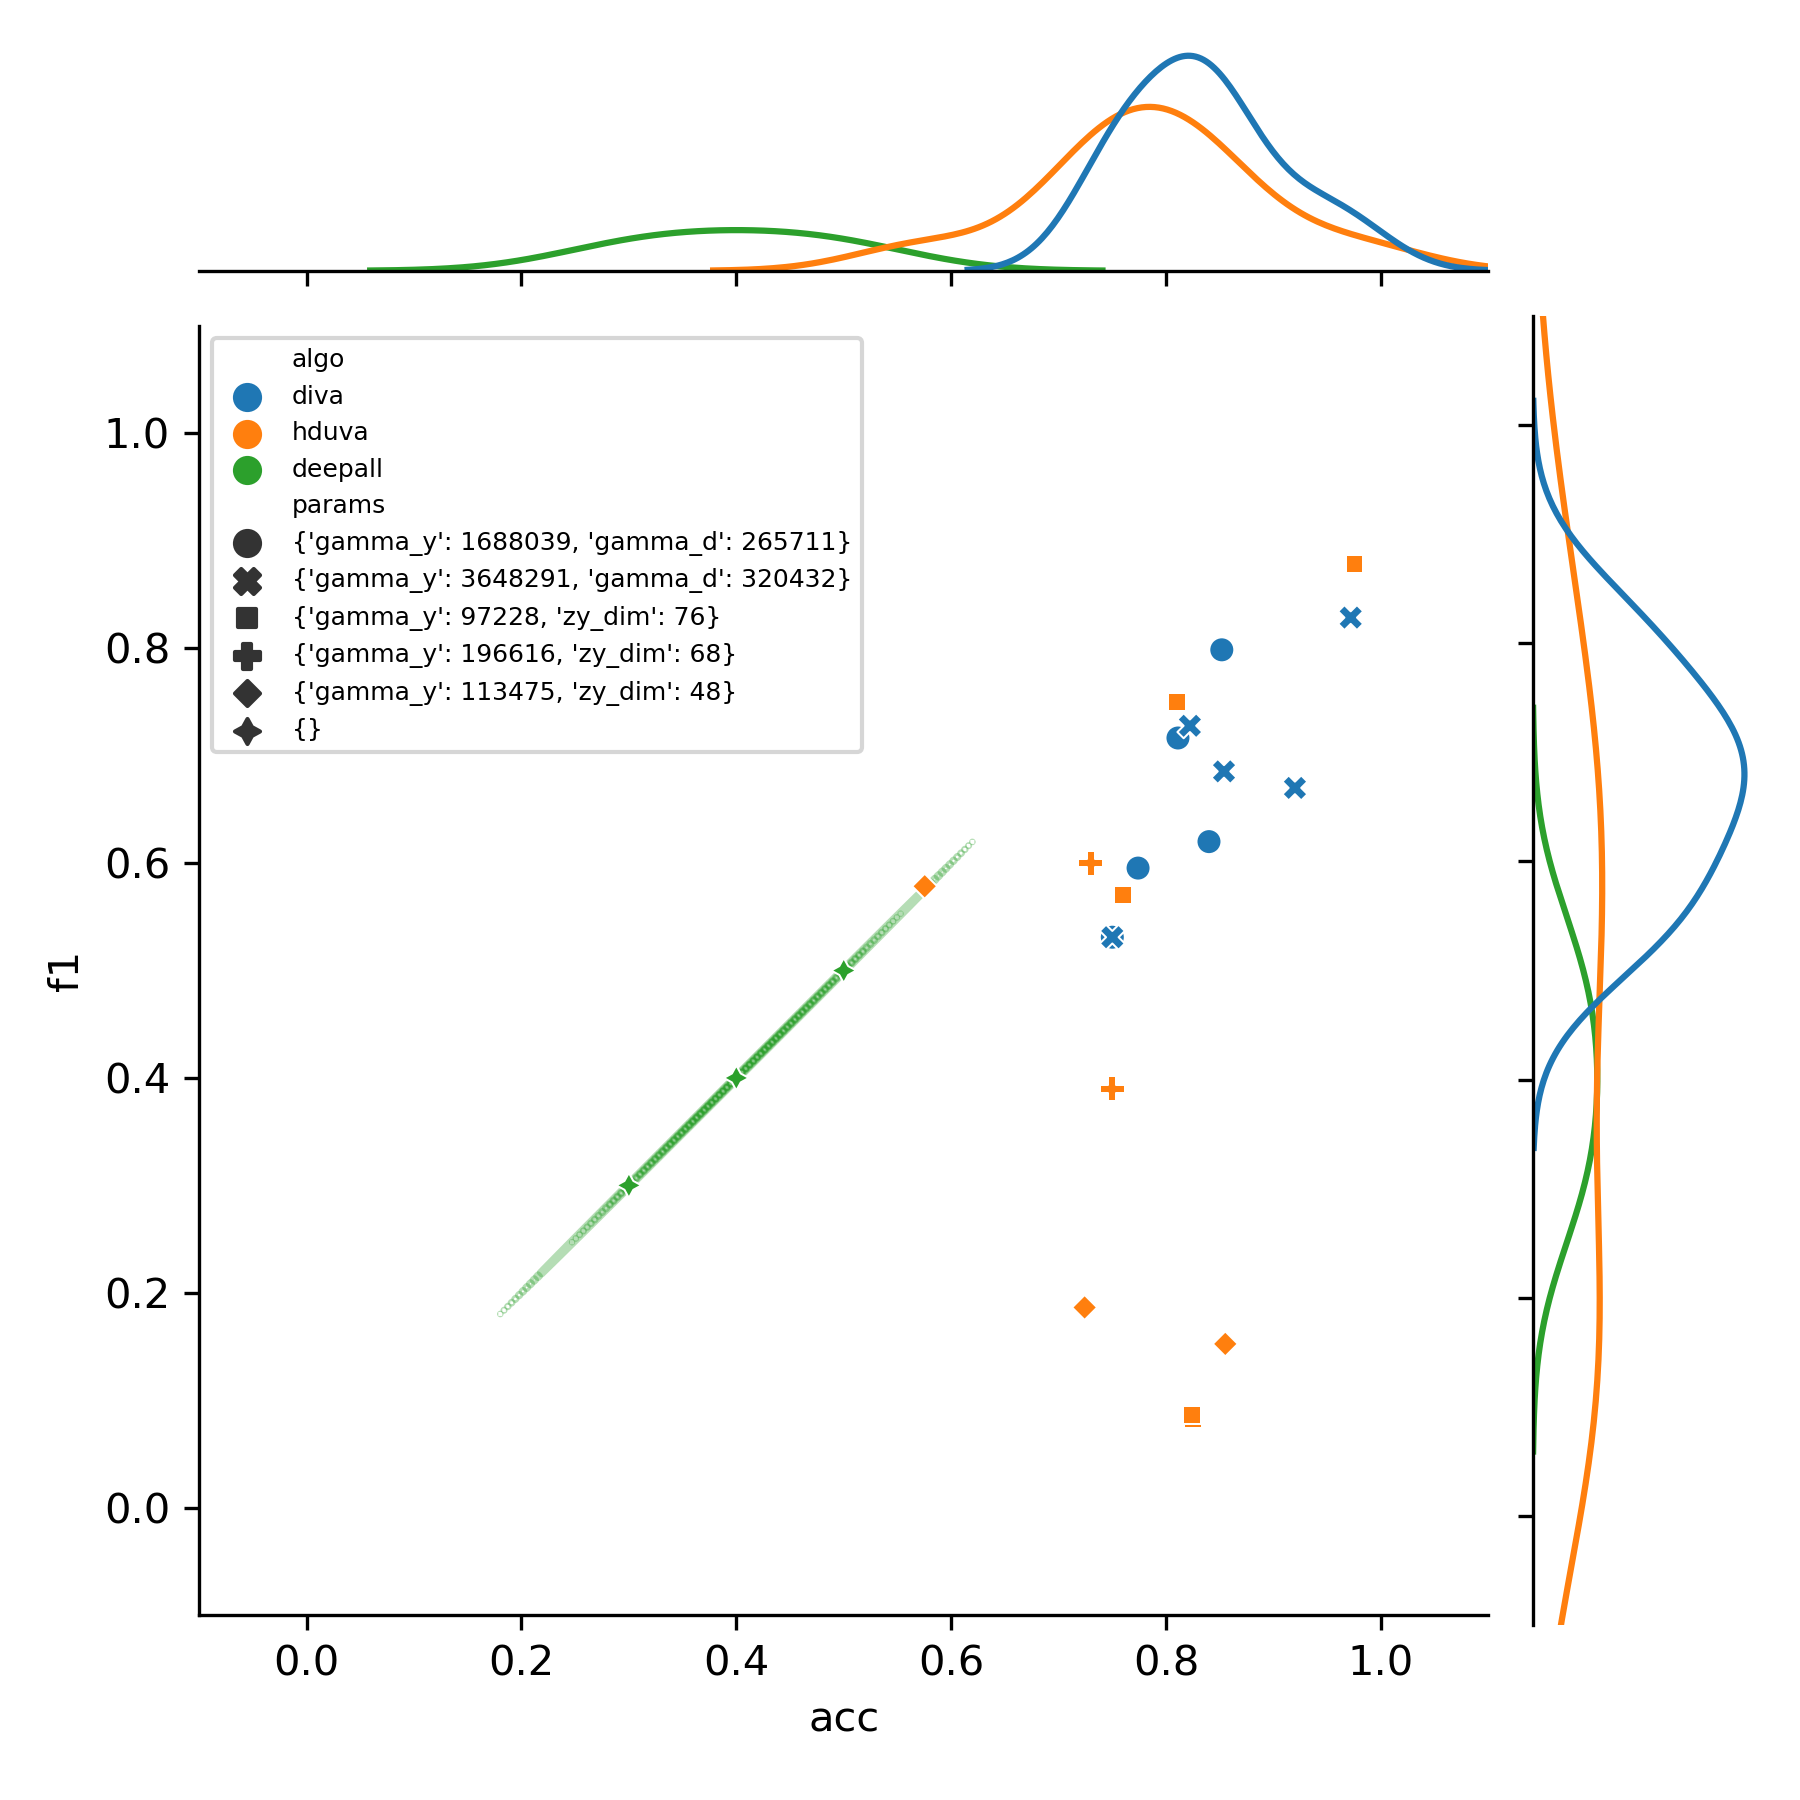 algo
diva
hduva
deepall
params
{'gamma_y': 1688039, 'gamma_d': 265711}
{'gamma_y': 3648291, 'gamma_d': 320432}
{'gamma_y': 97228, 'zy_dim': 76}
{'gamma_y': 196616, 'zy_dim': 68}
{'gamma_y': 113475, 'zy_dim': 48}
{}
1.0
0.8
0.6
0.4
0.2
0.0
f1
0.0 0.2 0.4 0.6 0.8 1.0
acc